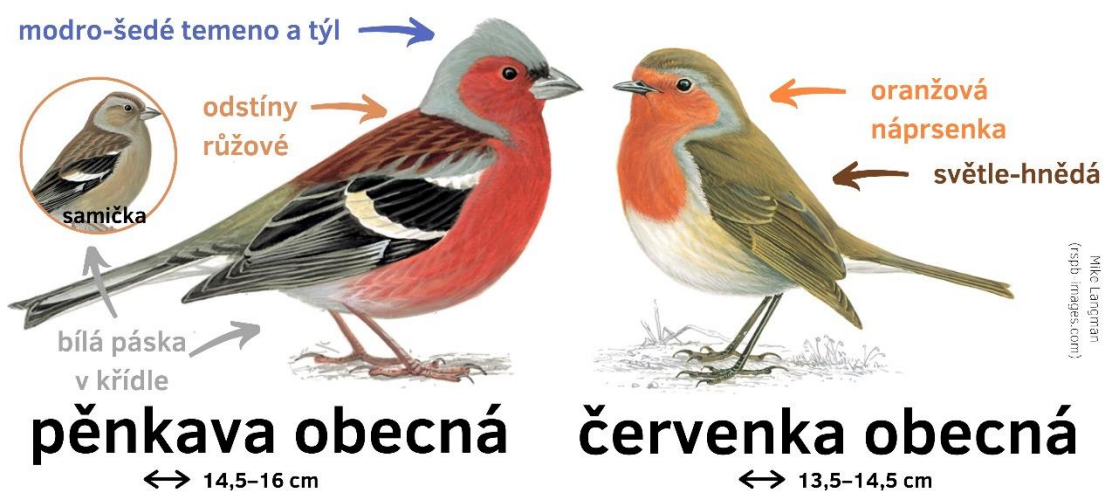 modro-šedé temeno a týl
odstíny
růžové
samička
bílá páska
v křídle
pěnkava obecná
14,5–16 cm
oranžová
náprsenka
světle-hnědá
Mike Langman
(rspb images.com)
červenka obecná
13,5–14,5 cm